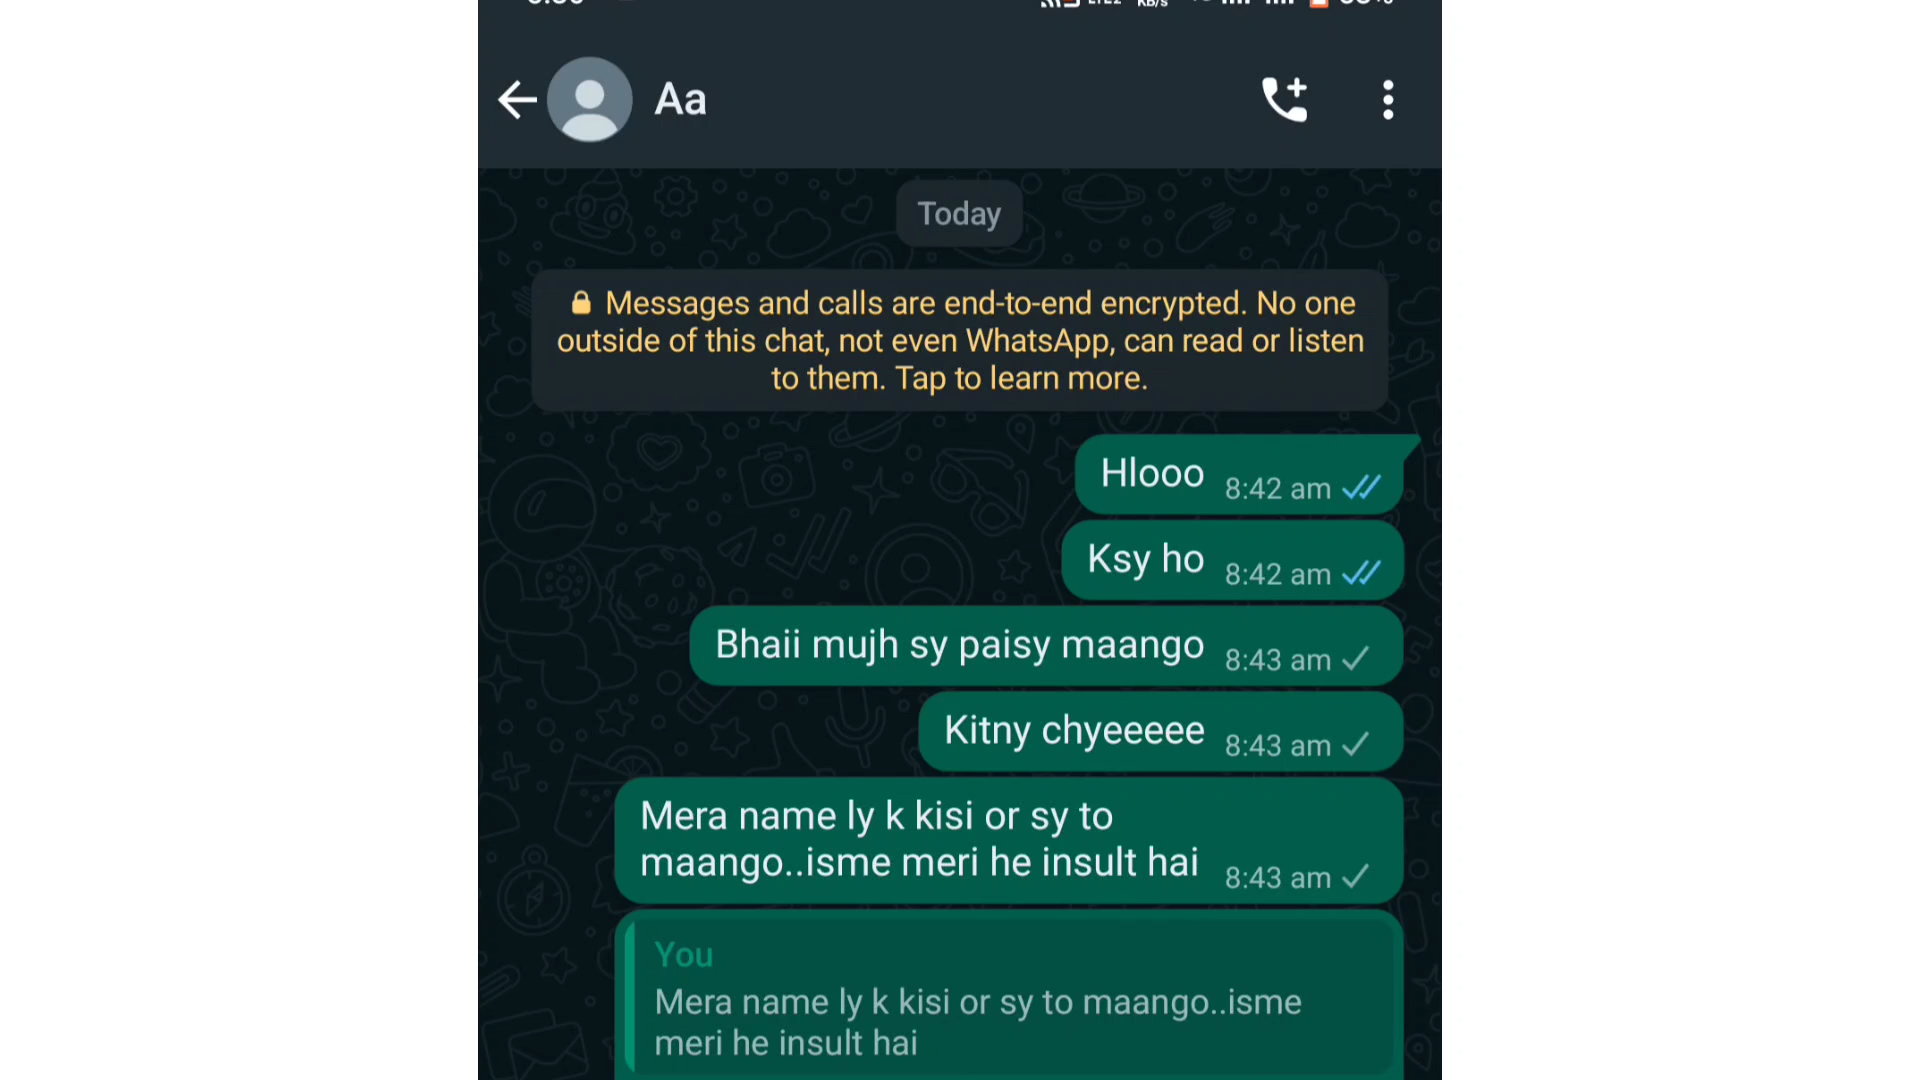 Aa
Today
Messages and calls are end-to-end encrypted. No one
outside of this chat, not even WhatsApp, can read or listen
to them. Tap to learn more.
Hlooo 8:42 am
Ksy ho 8:42 am
Bhaii mujh sy paisy maango 8:43 am
Kitny chyeeeee 8:43 am
Mera name ly k kisi or sy to
maango..isme meri he insult hai 8:43 am
You
Mera name ly k kisi or sy to maango..isme
meri he insult hai